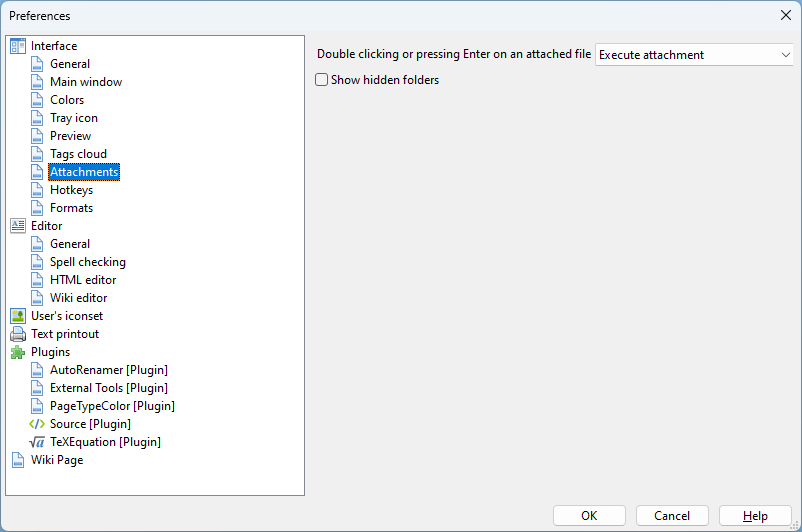 Preferences
Interface
General
Main window
Colors
Tray icon
Preview
Tags cloud
Attachments
Hotkeys
Formats
Editor
General
Spell checking
HTML editor
Wiki editor
User's iconset
Text printout
Plugins
AutoRenamer [Plugin]
External Tools [Plugin]
PageTypeColor [Plugin]
Source [Plugin]
TeXEquation [Plugin]
Wiki Page
Double clicking or pressing Enter on an attached file Execute attachment
Show hidden folders
OK Cancel Help